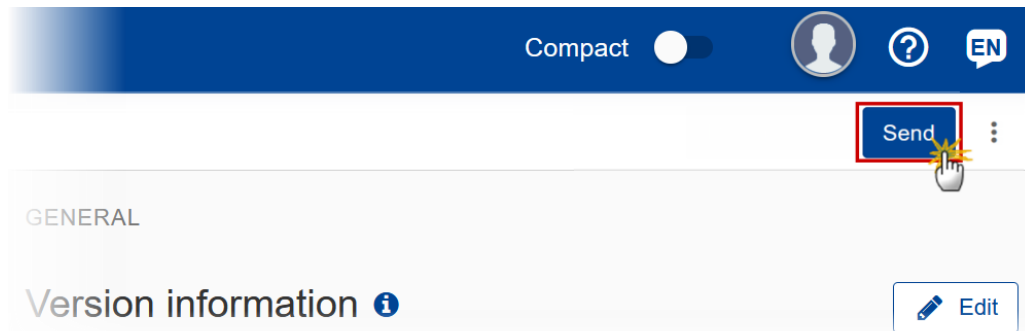 Compact
EN
Send
GENERAL
Version information
Edit